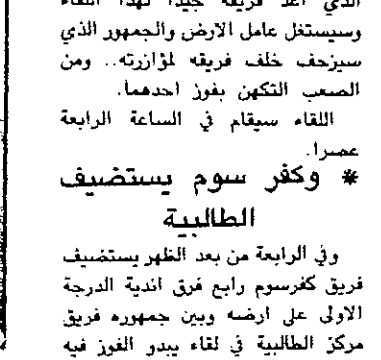 الذي اعد فريقه جيدا لهذا اللقاء
وسيستغل عامل الارض والجمهور الذي
سيزحف خلف فريقه لمؤازرته.. ومن
الصعب التكهن بفوز احدهما.
اللقاء سيقام في الساعة الرابعة
عصرا.
* وكفر سوم يستضيف
الطالبية
وفي الرابعة من بعد الظهر يستضيف
فريق كفرسوم رابع فرق اندية الدرجة
الاولى على ارضه وبين جمهوره فريق
مركز الطالبية في لقاء يبدو الفوز فيه